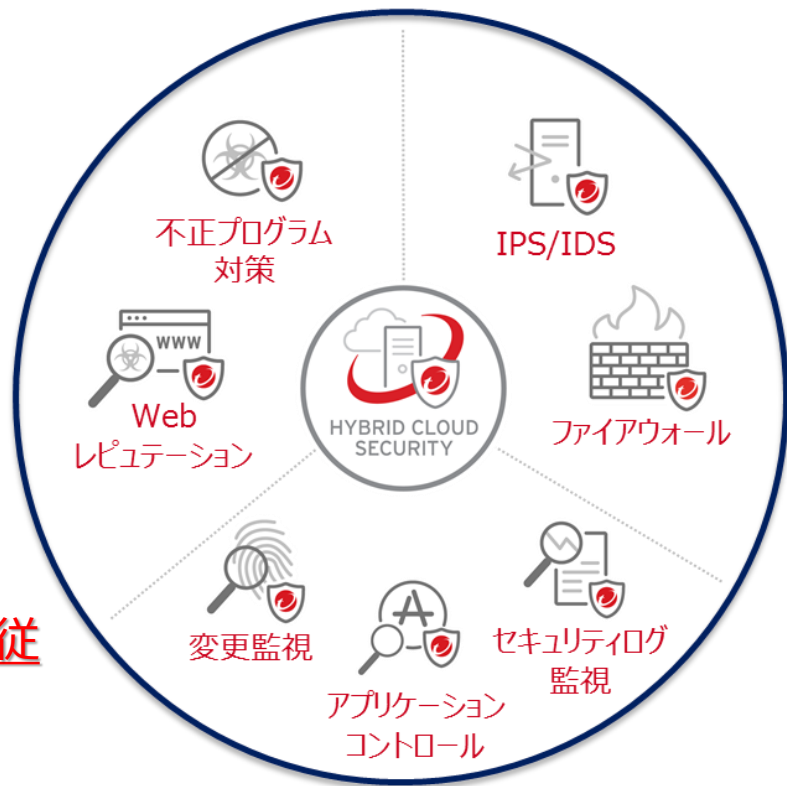 不正プログラム
対策
IPS/IDS
WWW
Web
レピュテーション
HYBRID CLOUD
SECURITY
ファイアウォール
従
変更監視
アプリケーション
コントロール
セキュリティログ
監視